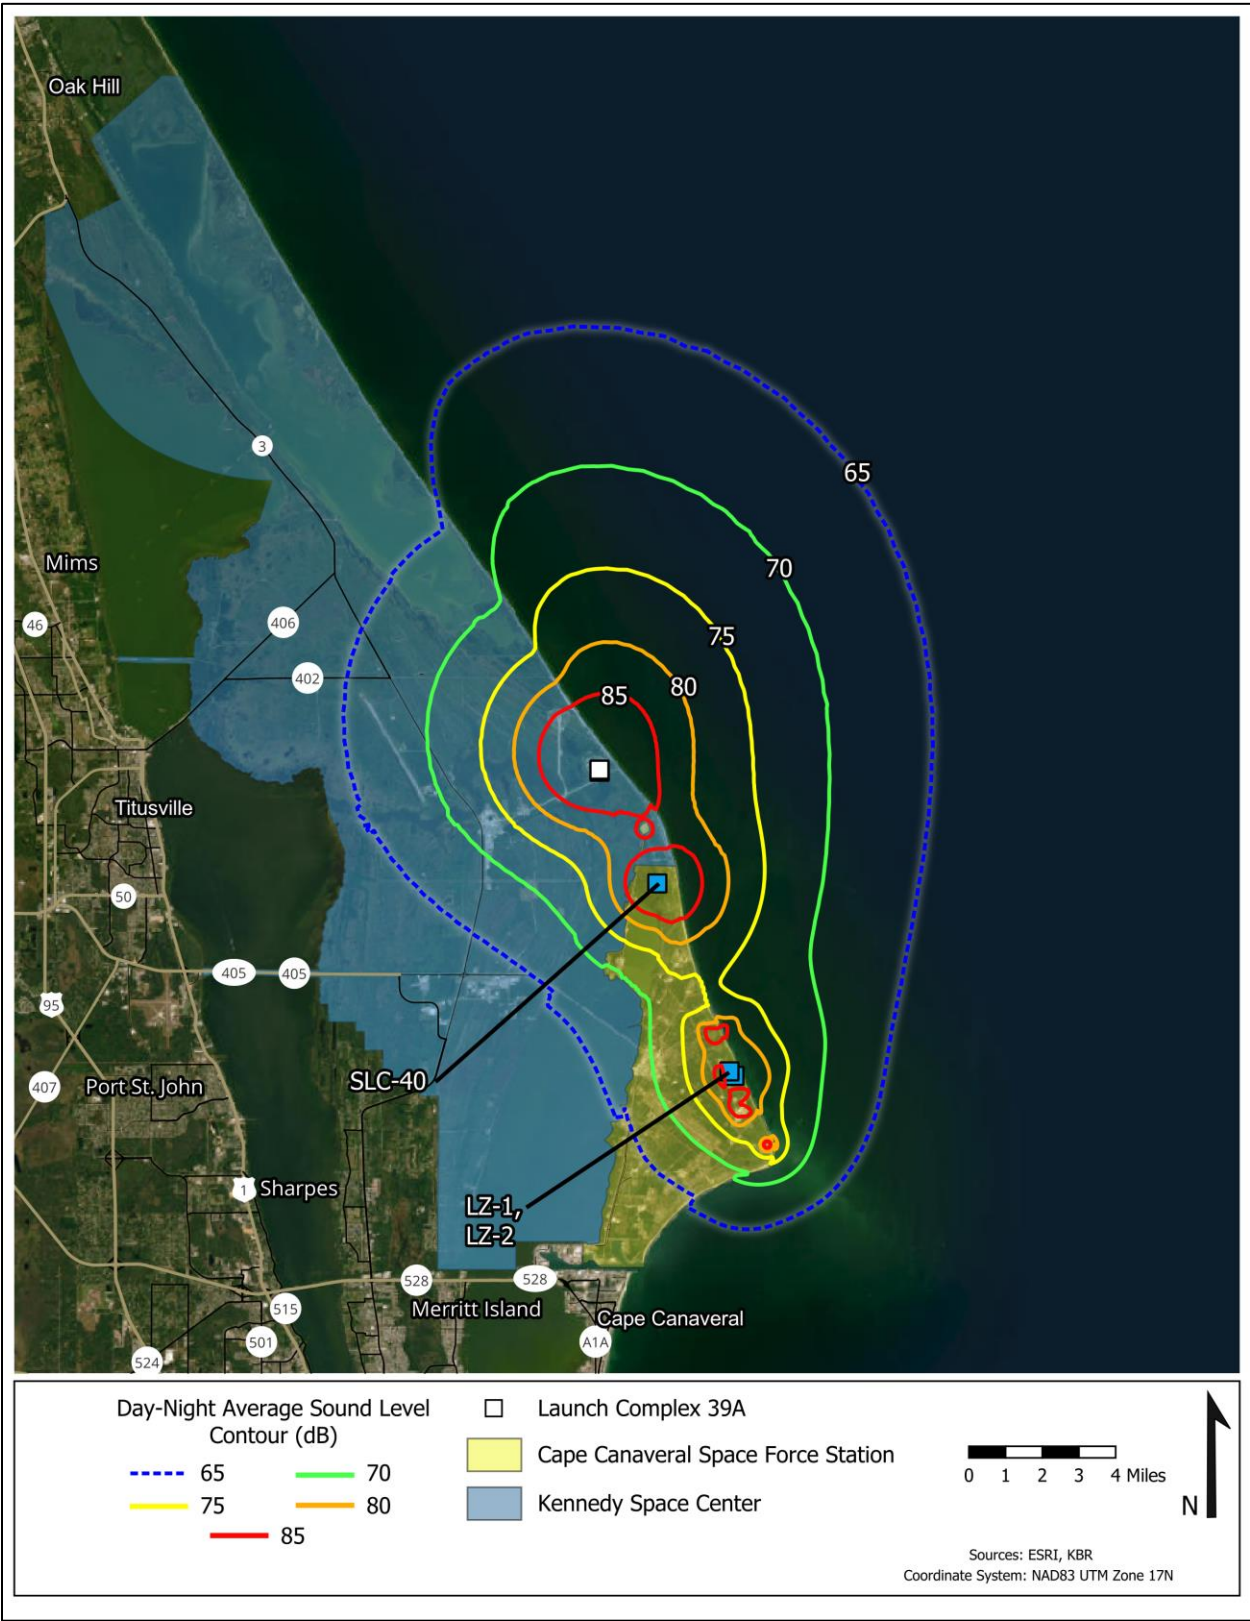 Oak Hill
3
65
Mims
70
46
406
75
402
80
85
Titusville
50
405
405
95
SLC-40
407
Port St. John
1
Sharpes
LZ-1,
LZ-2
528
528
Merritt Island
515
Cape Canaveral
501
A1A
524
Day-Night Average Sound Level
Contour (dB)
65
70
75
80
85
Launch Complex 39A
Cape Canaveral Space Force Station
Kennedy Space Center
0 1 2 3 4 Miles
N
Sources: ESRI, KBR
Coordinate System: NAD83 UTM Zone 17N